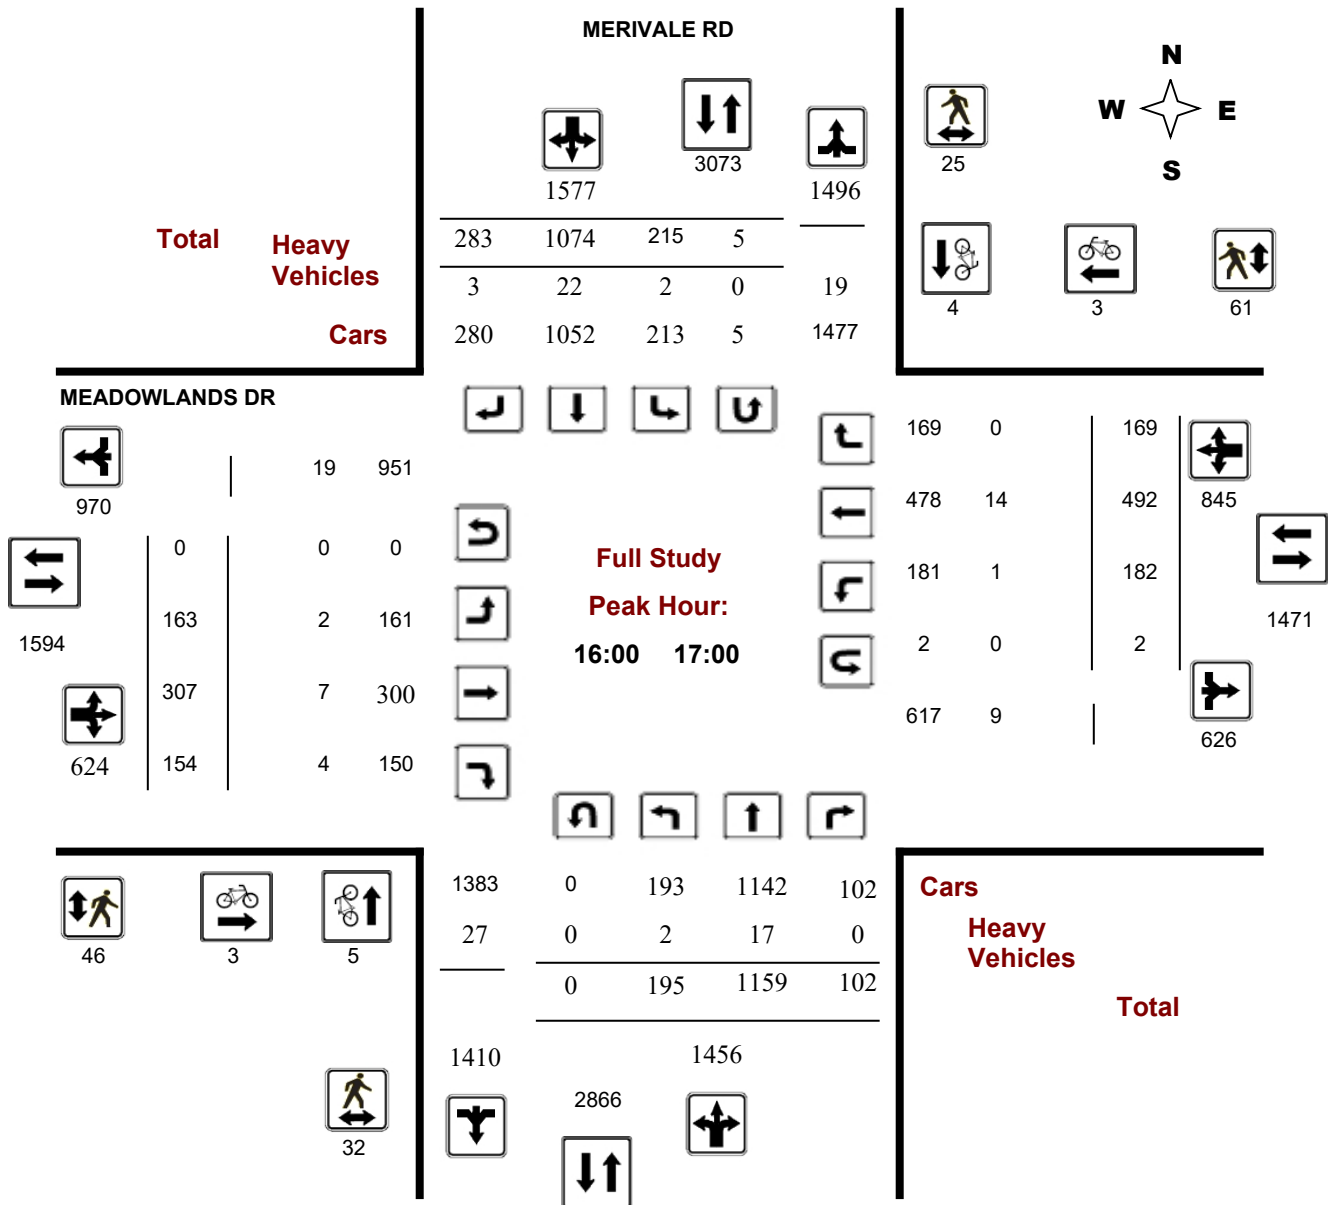 MERIVALE RD
N
W E
S
3073
25
1577
1496
Total
Heavy
Vehicles
Cars
283 1074 215 5
3 22 2 0 19
280 1052 213 5 1477
4 3 61
MEADOWLANDS DR
970
19 951
0 0 0
1594
163 2 161
307 7 300
624
154 4 150
Full Study
Peak Hour:
16:00 17:00
169 0 169
478 14 492
845
181 1 182
1471
2 0 2
617 9
626
46 3 5
32
1383 0 193 1142 102
27 0 2 17 0
0 195 1159 102
1410 1456
2866
Cars
Heavy
Vehicles
Total